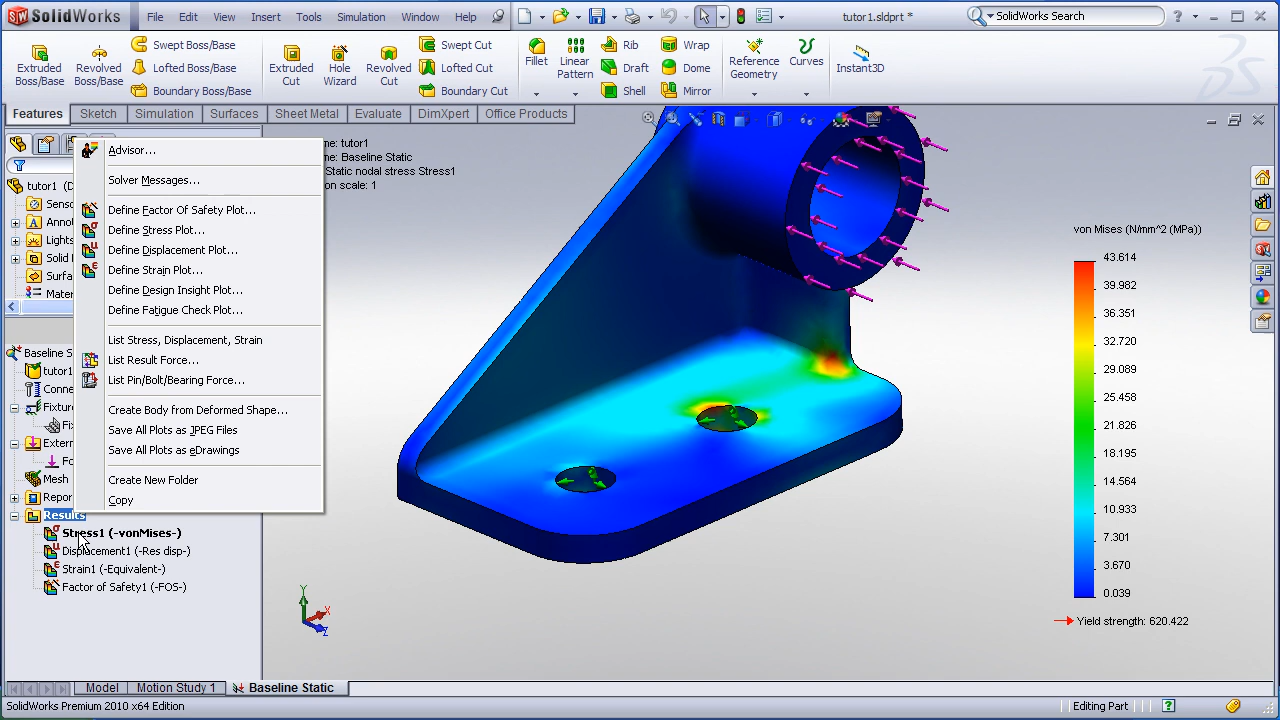 SolidWorks File Edit View Insert Tools Simulation Window Help tutor1.sldprt * SolidWorks Search
Extruded Boss/Base
Revolved Boss/Base
Swept Boss/Base
Lofted Boss/Base
Boundary Boss/Base
Extruded Cut
Hole Wizard
Revolved Cut
Swept Cut
Lofted Cut
Boundary Cut
Fillet
Linear Pattern
Rib
Draft
Shell
Wrap
Dome
Mirror
Reference Geometry
Curves
Instant3D
Features Sketch Simulation Surfaces Sheet Metal Evaluate DimXpert Office Products
tutor1 (D
Senso
Annot
Lights
Solid
Surfa
Mater
Baseline S
tutor1
Conne
Fixture
Fix
Extern
Fo
Mesh
Repor
Results
Stress1 (-vonMises-)
Displacement1 (-Res disp-)
Strain1 (-Equivalent-)
Factor of Safety1 (-FOS-)
Advisor...
Solver Messages...
Define Factor Of Safety Plot...
Define Stress Plot...
Define Displacement Plot...
Define Strain Plot...
Define Design Insight Plot...
Define Fatigue Check Plot...
List Stress, Displacement, Strain
List Result Force...
List Pin/Bolt/Bearing Force...
Create Body from Deformed Shape...
Save All Plots as JPEG Files
Save All Plots as eDrawings
Create New Folder
Copy
me: tutor1
me: Baseline Static
Static nodal stress Stress1
on scale: 1
von Mises (N/mm^2 (MPa))
43.614
39.982
36.351
32.720
29.089
25.458
21.826
18.195
14.564
10.933
7.301
3.670
0.039
Yield strength: 620.422
Y
X
Z
Model Motion Study 1 Baseline Static
SolidWorks Premium 2010 x64 Edition Editing Part